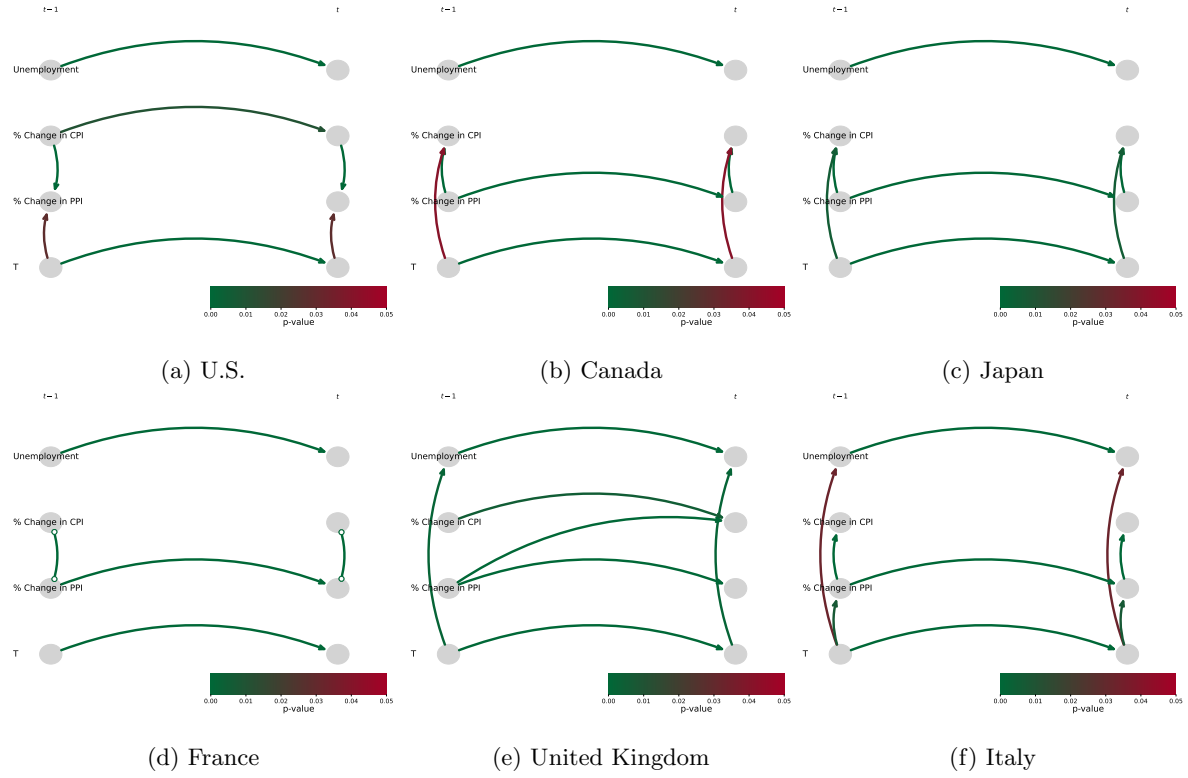 t − 1 t t − 1 t t − 1 t
Unemployment Unemployment Unemployment
% Change in CPI % Change in CPI % Change in CPI
% Change in PPI % Change in PPI % Change in PPI
T T T
0.00 0.01 0.02 0.03 0.04 0.05 0.00 0.01 0.02 0.03 0.04 0.05 0.00 0.01 0.02 0.03 0.04 0.05
p-value p-value p-value
(a) U.S. (b) Canada (c) Japan
t − 1 t t − 1 t t − 1 t
Unemployment Unemployment Unemployment
% Change in CPI % Change in CPI % Change in CPI
% Change in PPI % Change in PPI % Change in PPI
T T T
0.00 0.01 0.02 0.03 0.04 0.05 0.00 0.01 0.02 0.03 0.04 0.05 0.00 0.01 0.02 0.03 0.04 0.05
p-value p-value p-value
(d) France (e) United Kingdom (f) Italy